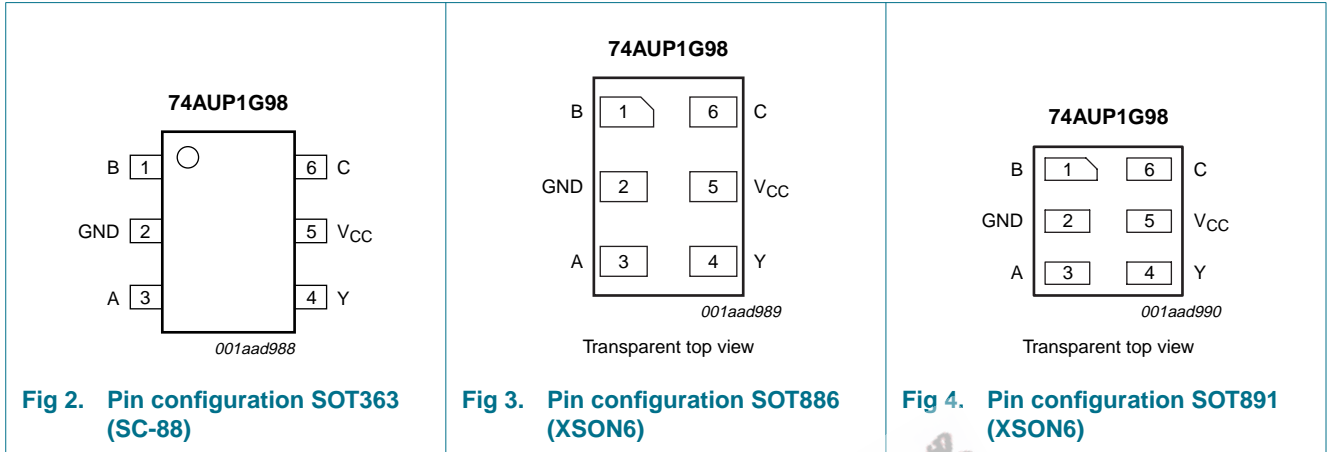 74AUP1G98
B 1 6 C
GND 2 5 VCC
A 3 4 Y
001aad988
Fig 2. Pin configuration SOT363
(SC-88)
74AUP1G98
B 1 6 C
GND 2 5 VCC
A 3 4 Y
001aad989
Transparent top view
Fig 3. Pin configuration SOT886
(XSON6)
74AUP1G98
B 1 6 C
GND 2 5 VCC
A 3 4 Y
001aad990
Transparent top view
Fig 4. Pin configuration SOT891
(XSON6)